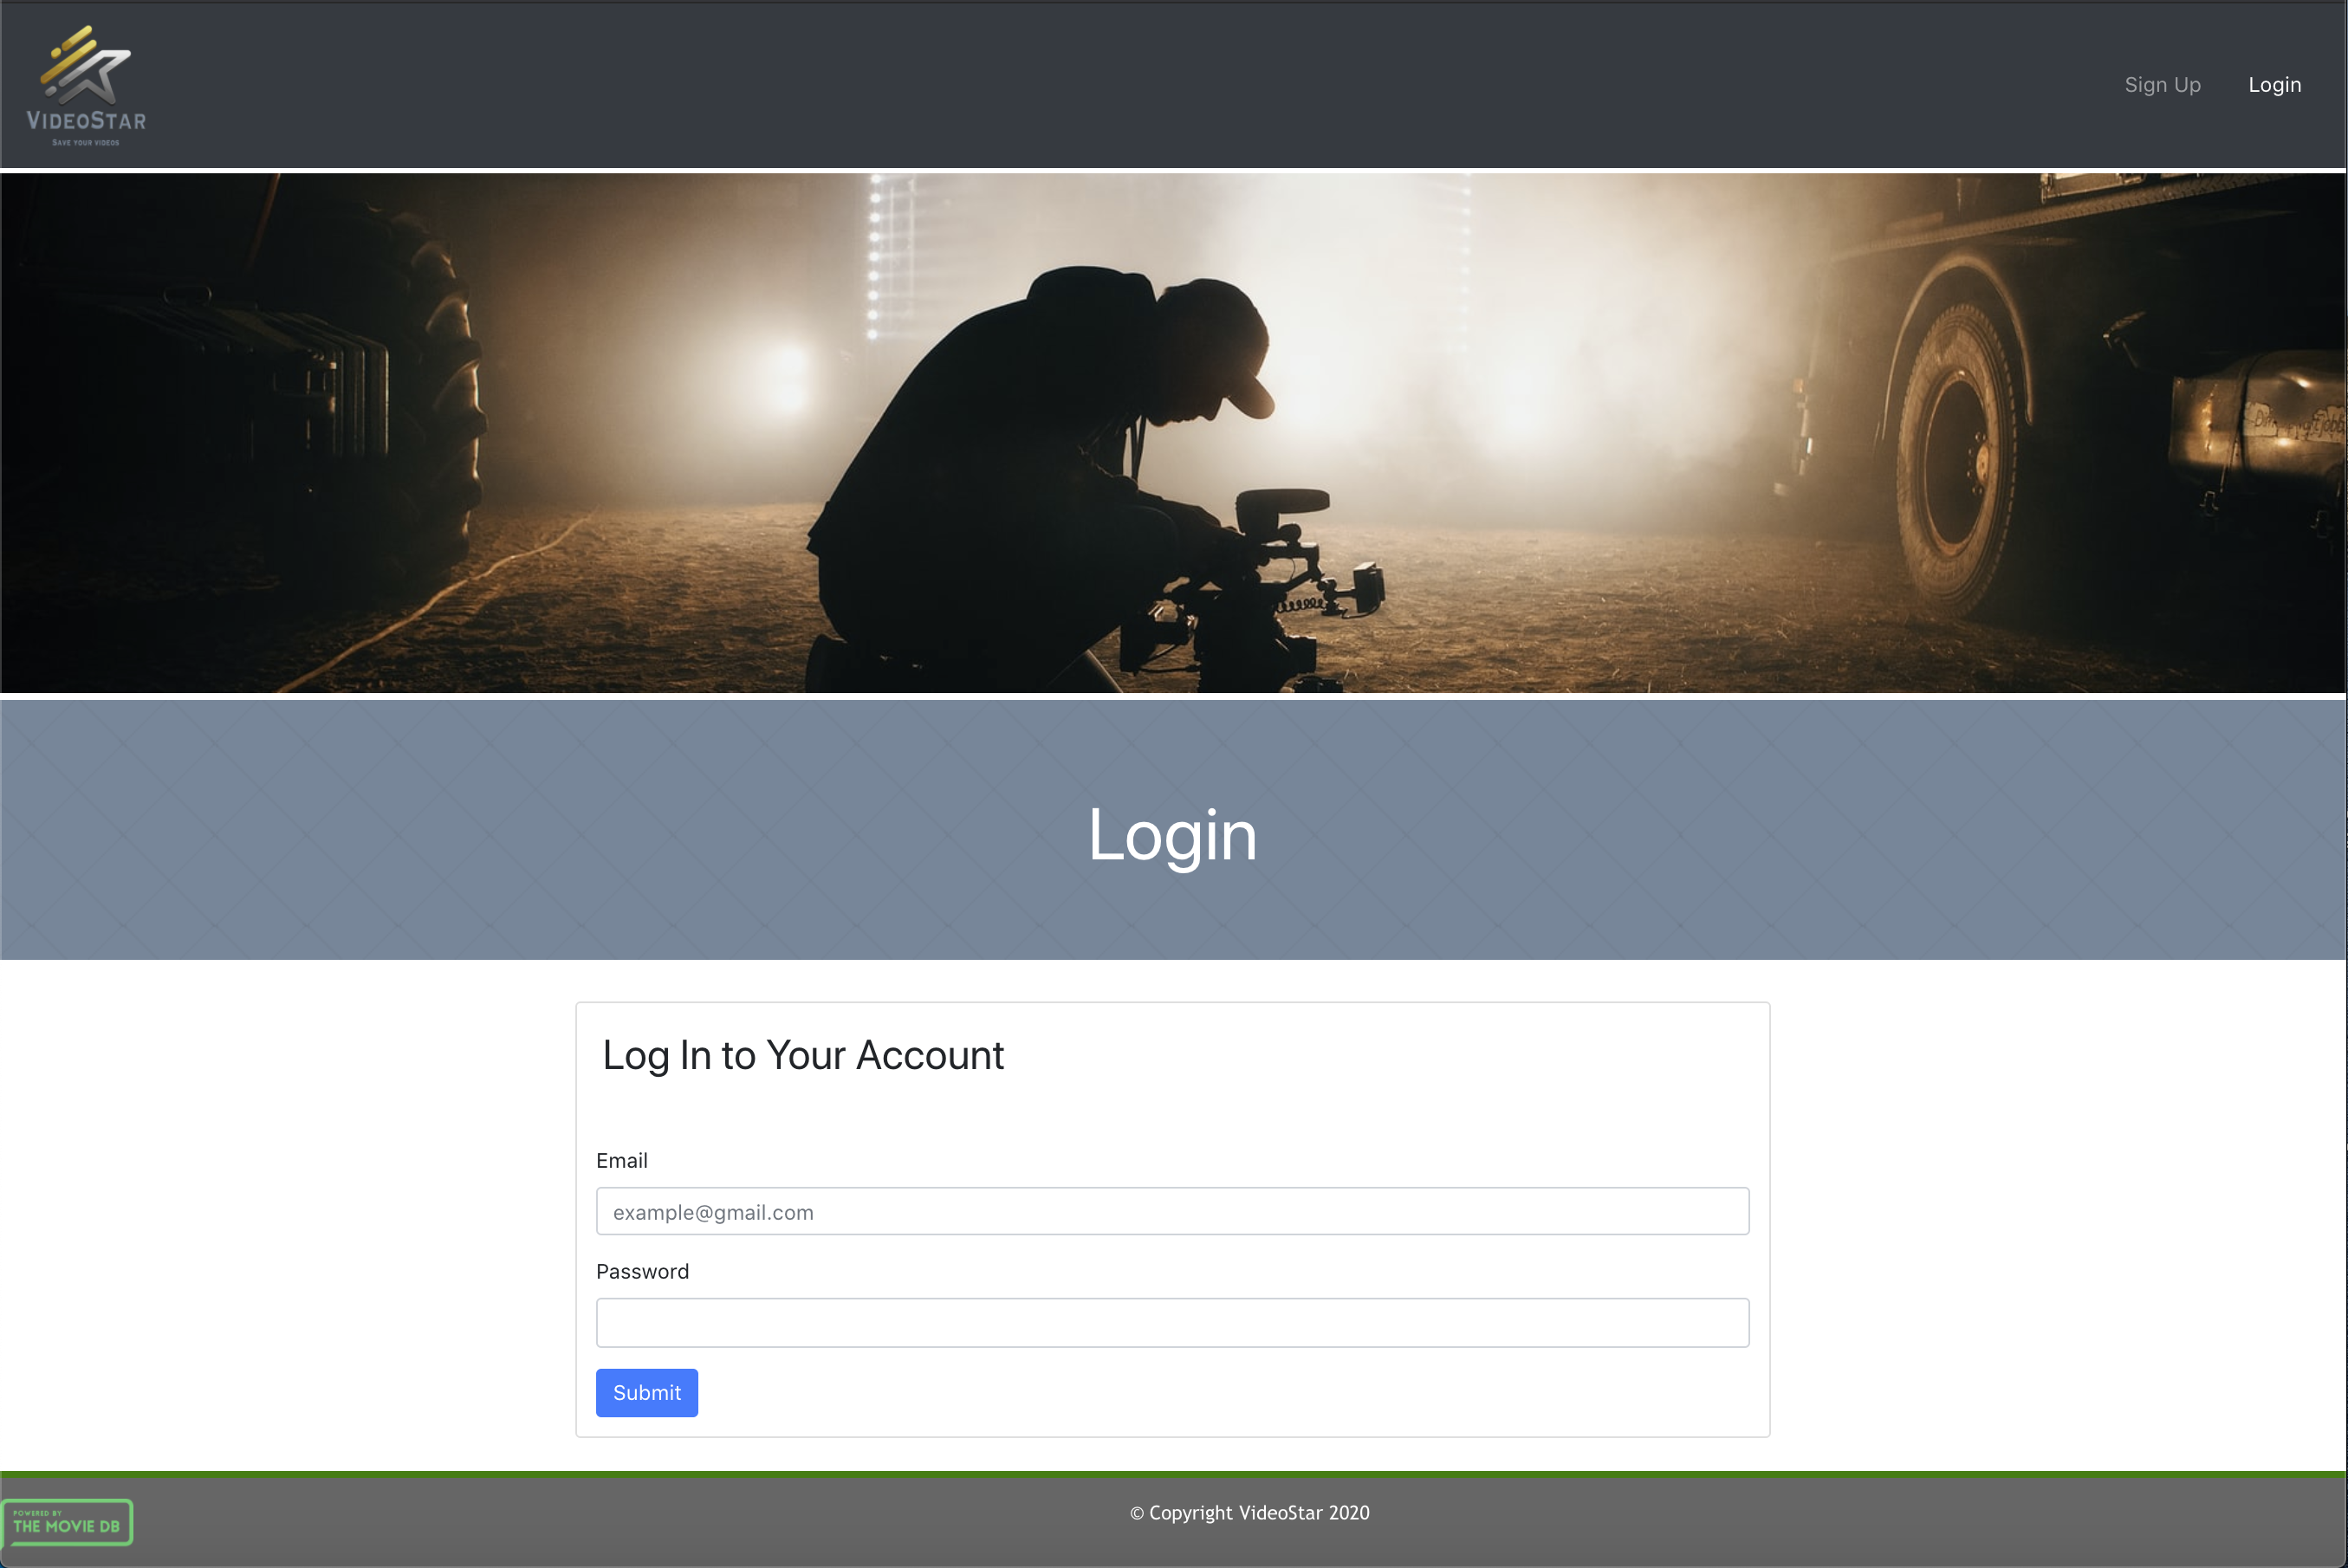 Sign Up
Login
VIDEOSTAR
SAVE YOUR VIDEOS
Login
Log In to Your Account
Email
example@gmail.com
Password
Submit
© Copyright VideoStar 2020
POWERED BY
THE MOVIE DB